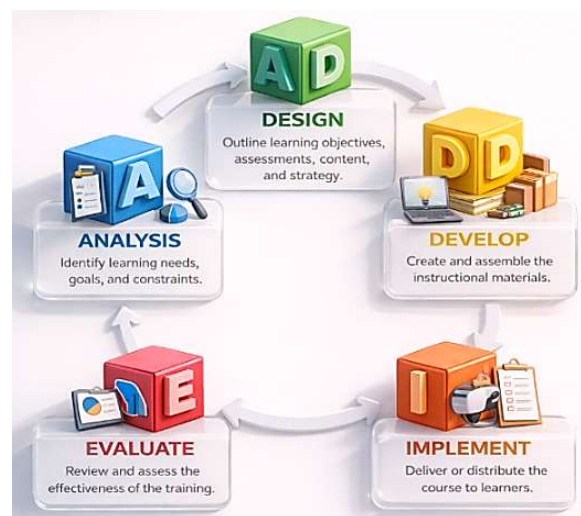 A D
DESIGN
Outline learning objectives,
assessments, content,
and strategy.
A
ANALYSIS
Identify learning needs,
goals, and constraints.
D D
DEVELOP
Create and assemble the
instructional materials.
E
EVALUATE
Review and assess the
effectiveness of the training.
I
IMPLEMENT
Deliver or distribute the
course to learners.